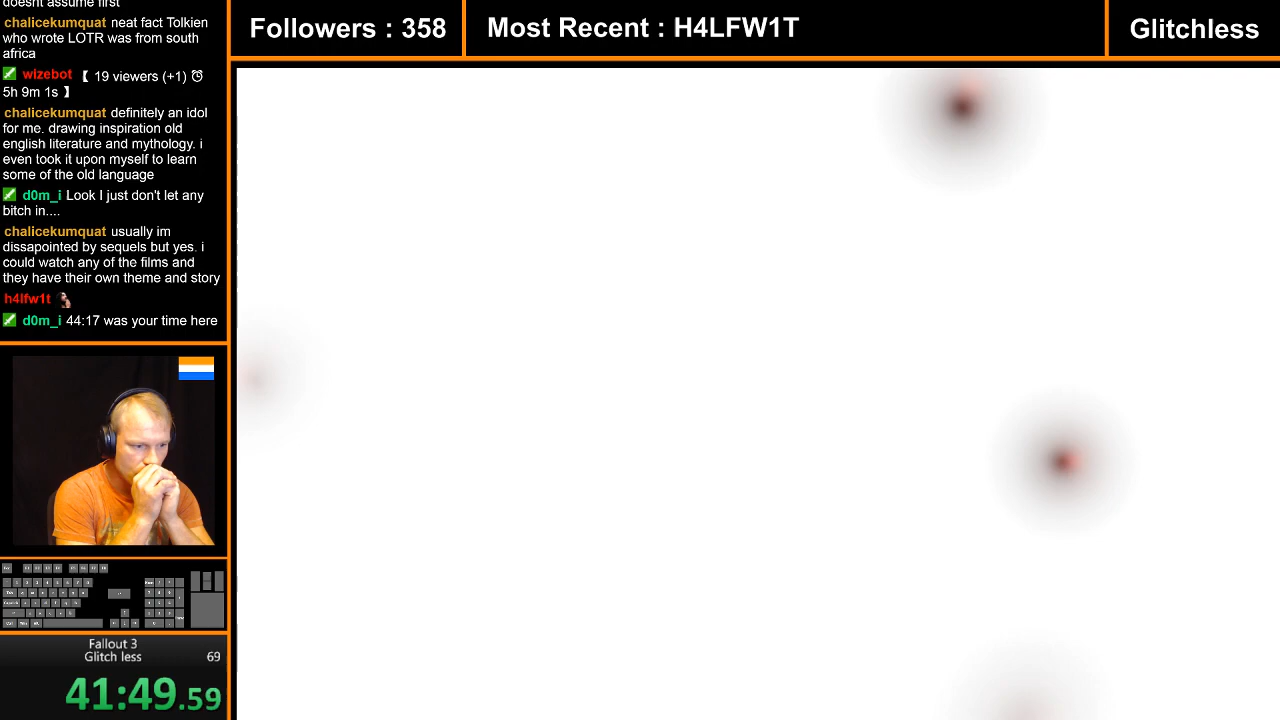 doesnt assume first
chalicekumquat neat fact Tolkien
who wrote LOTR was from south
africa
wizebot 【 19 viewers (+1) ⏰
5h 9m 1s 】
chalicekumquat definitely an idol
for me. drawing inspiration old
english literature and mythology. i
even took it upon myself to learn
some of the old language
d0m_i Look I just don't let any
bitch in....
chalicekumquat usually im
dissapointed by sequels but yes. i
could watch any of the films and
they have their own theme and story
h4lfw1t
d0m_i 44:17 was your time here
Followers : 358
Most Recent : H4LFW1T
Glitchless
Fallout 3
Glitch less 69
41:49.59